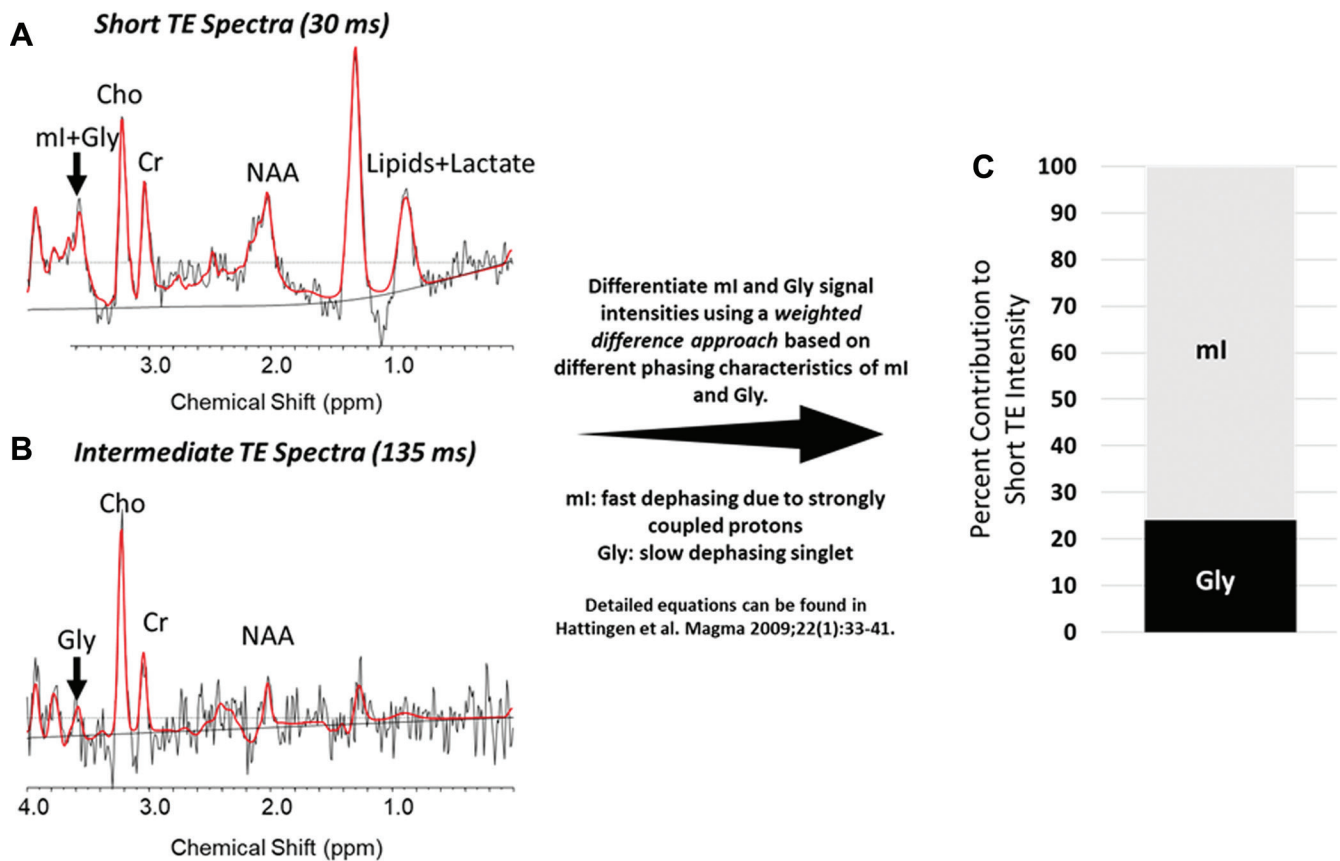 A
Short TE Spectra (30 ms)
Cho
mI+Gly
Cr
NAA
Lipids+Lactate
3.0
2.0
1.0
Chemical Shift (ppm)
B
Intermediate TE Spectra (135 ms)
Cho
Gly
Cr
NAA
4.0
3.0
2.0
1.0
Chemical Shift (ppm)
Differentiate mI and Gly signal
intensities using a weighted
difference approach based on
different phasing characteristics of mI
and Gly.
mI: fast dephasing due to strongly
coupled protons
Gly: slow dephasing singlet
Detailed equations can be found in
Hattingen et al. Magma 2009;22(1):33-41.
C
Percent Contribution to
Short TE Intensity
100
90
80
70
60
50
40
30
20
10
0
mI
Gly